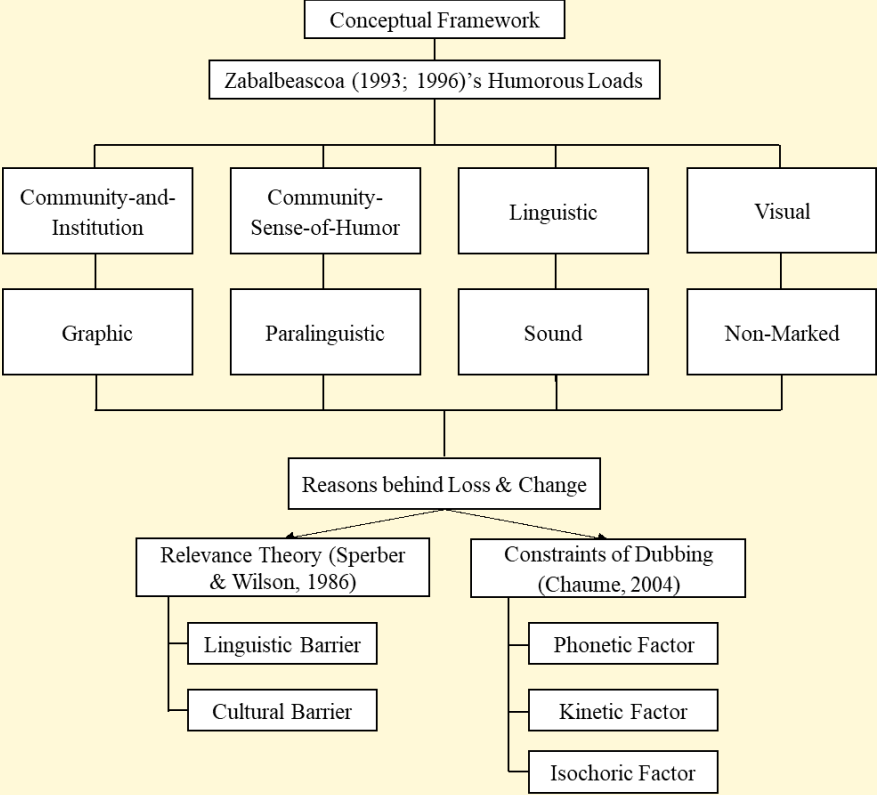 Conceptual Framework
Zabalbeascoa (1993; 1996)’s Humorous Loads
Community-and-
Institution
Community-
Sense-of-Humor
Linguistic
Visual
Graphic
Paralinguistic
Sound
Non-Marked
Reasons behind Loss & Change
Relevance Theory (Sperber
& Wilson, 1986)
Linguistic Barrier
Cultural Barrier
Constraints of Dubbing
(Chaume, 2004)
Phonetic Factor
Kinetic Factor
Isochoric Factor